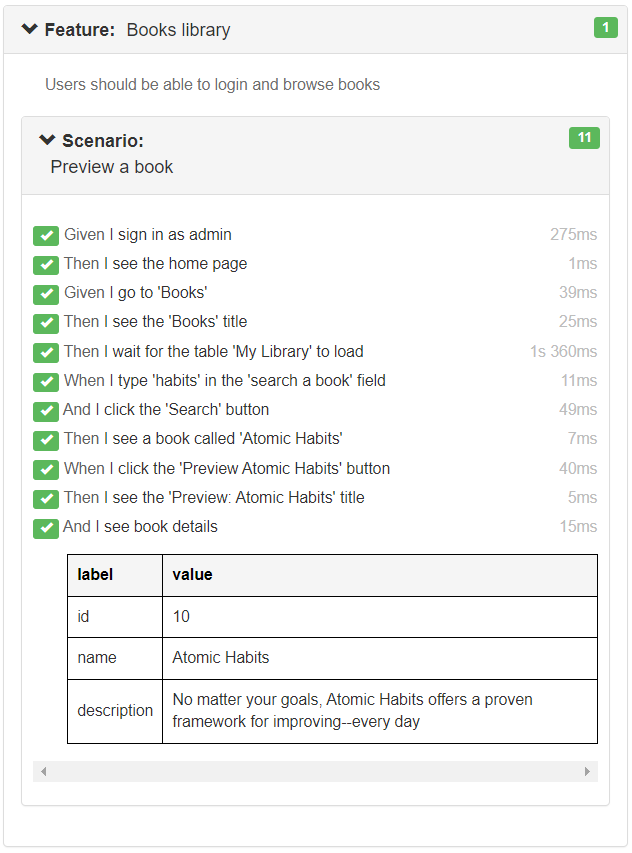 Feature: Books library 1
Users should be able to login and browse books
Scenario: 11
Preview a book
Given I sign in as admin 275ms
Then I see the home page 1ms
Given I go to 'Books' 39ms
Then I see the 'Books' title 25ms
Then I wait for the table 'My Library' to load 1s 360ms
When I type 'habits' in the 'search a book' field 11ms
And I click the 'Search' button 49ms
Then I see a book called 'Atomic Habits' 7ms
When I click the 'Preview Atomic Habits' button 40ms
Then I see the 'Preview: Atomic Habits' title 5ms
And I see book details 15ms
label value
id 10
name Atomic Habits
description No matter your goals, Atomic Habits offers a proven
framework for improving--every day